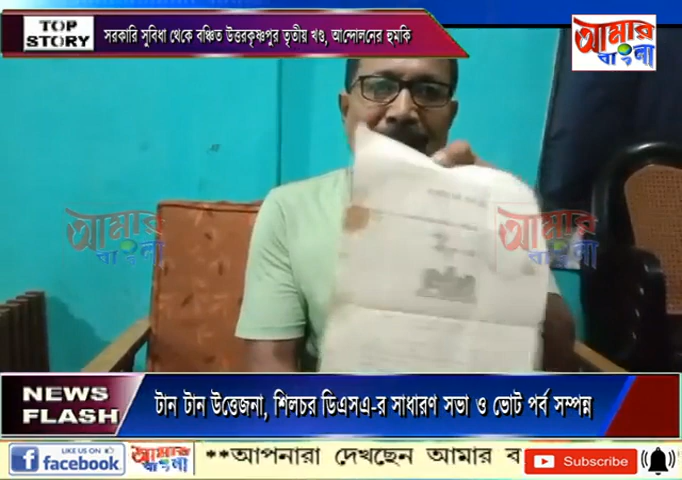 TOP
STORY
সরকারি সুবিধা থেকে বঞ্চিত উত্তরকৃষ্ণপুর তৃতীয় খণ্ড, আন্দোলনের হুমকি
আমার
বাংলা
আমার
বাংলা
আমার
বাংলা
NEWS
FLASH
টান টান উত্তেজনা, শিলচর ডিএসএ-র সাধারণ সভা ও ভোট পর্ব সম্পন্ন
LIKE US ON
facebook
আমার
বাংলা
**আপনারা দেখছেন আমার ব
Subscribe